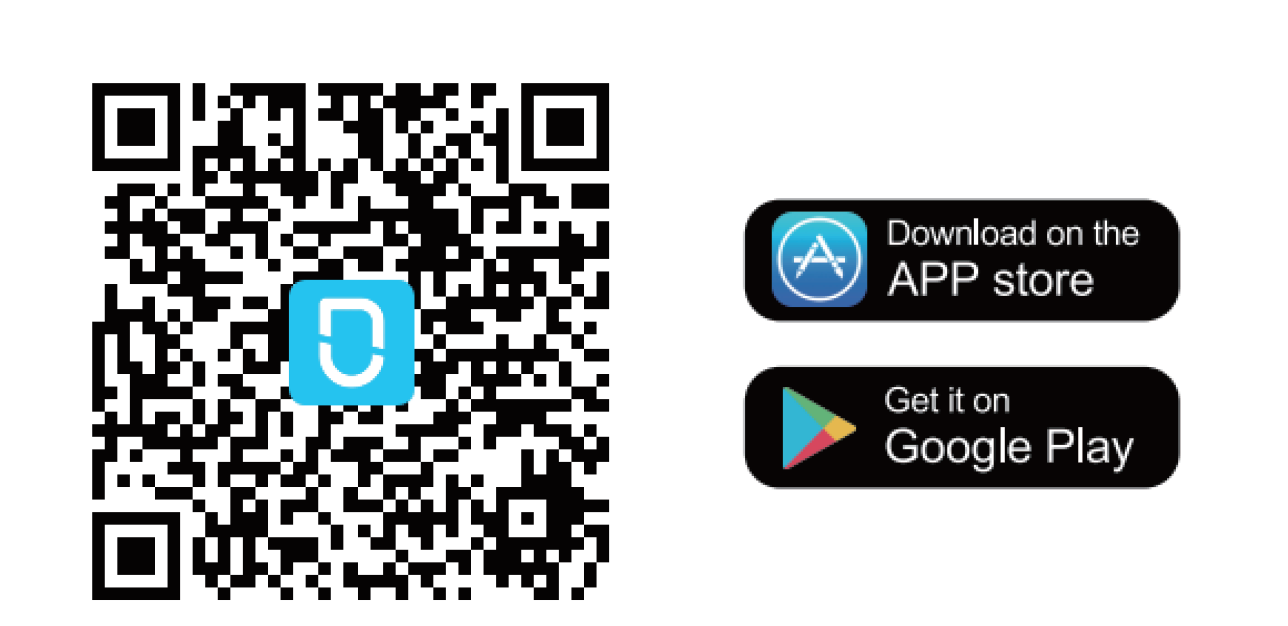 Download on the
APP store
Get it on
Google Play